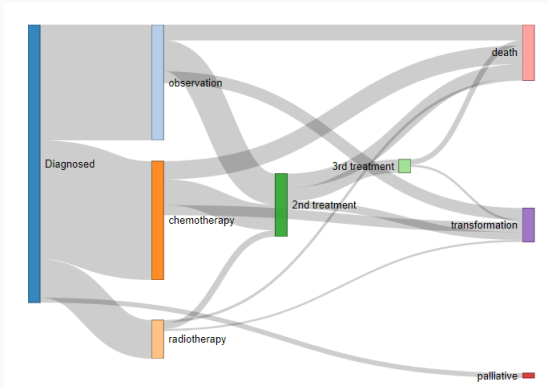 death
observation
Diagnosed
3rd treatment
2nd treatment
chemotherapy
transformation
radiotherapy
palliative